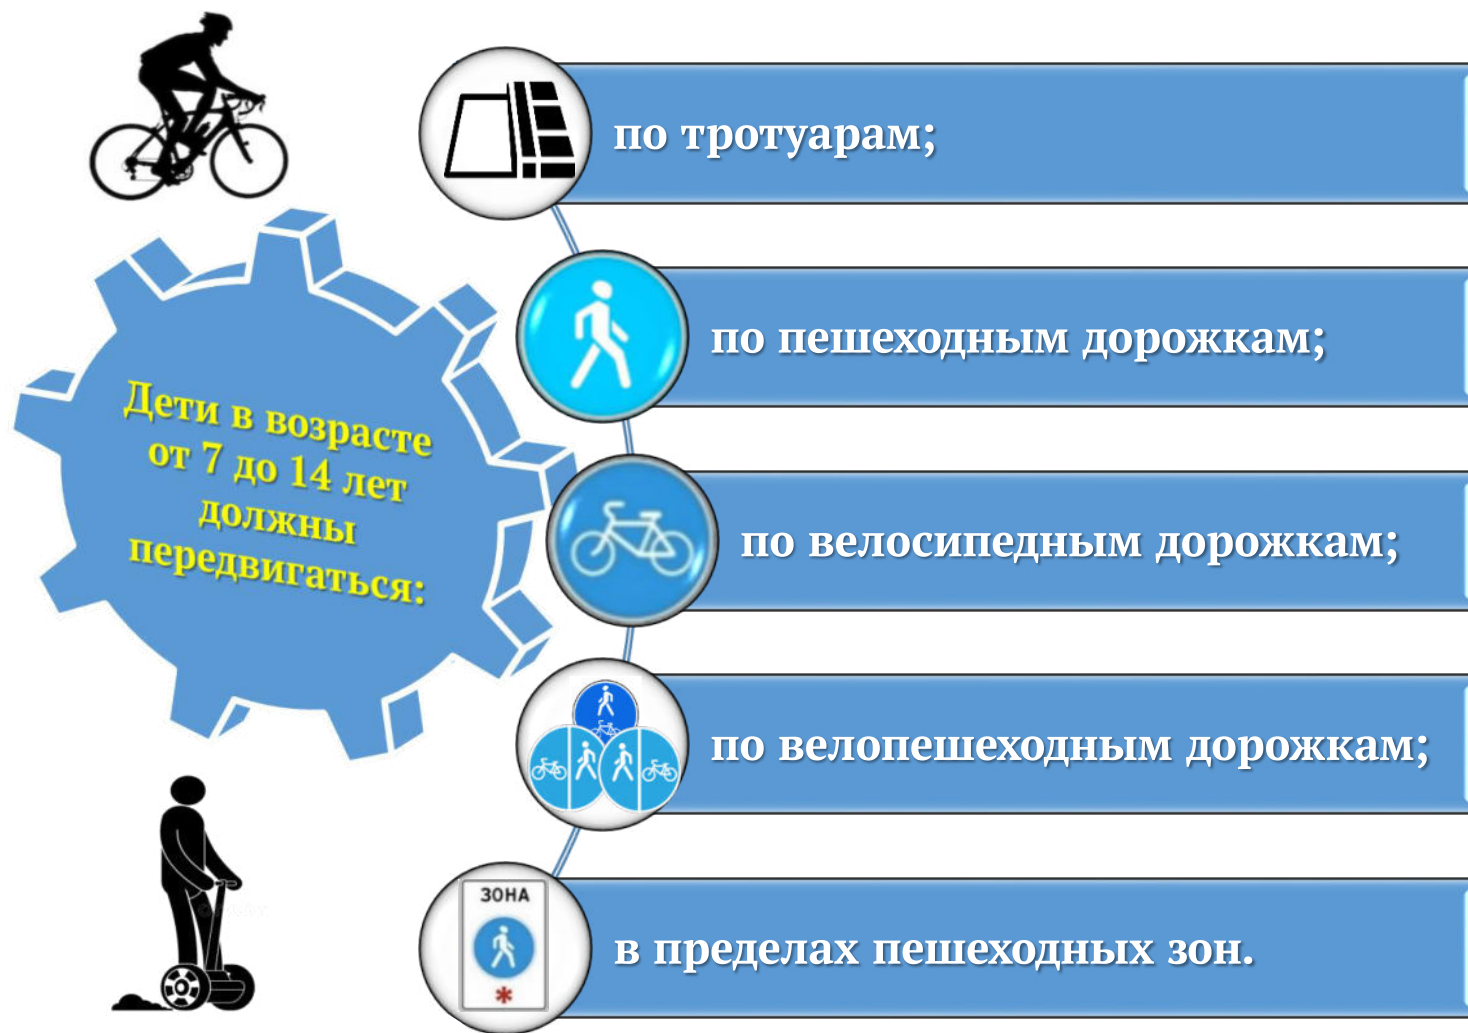 Дети в возрасте
от 7 до 14 лет
должны
передвигаться:
по тротуарам;
по пешеходным дорожкам;
по велосипедным дорожкам;
по велопешеходным дорожкам;
ЗОНА
в пределах пешеходных зон.